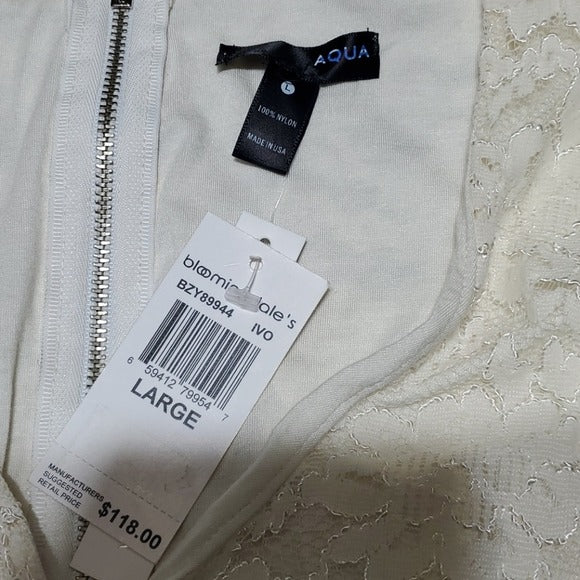 AQUA
L
100% NYLON
MADE IN USA
bloomingdale's
BZY89944 IVO
6 59412 79954 7
LARGE
MANUFACTURERS
SUGGESTED
RETAIL PRICE
$118.00